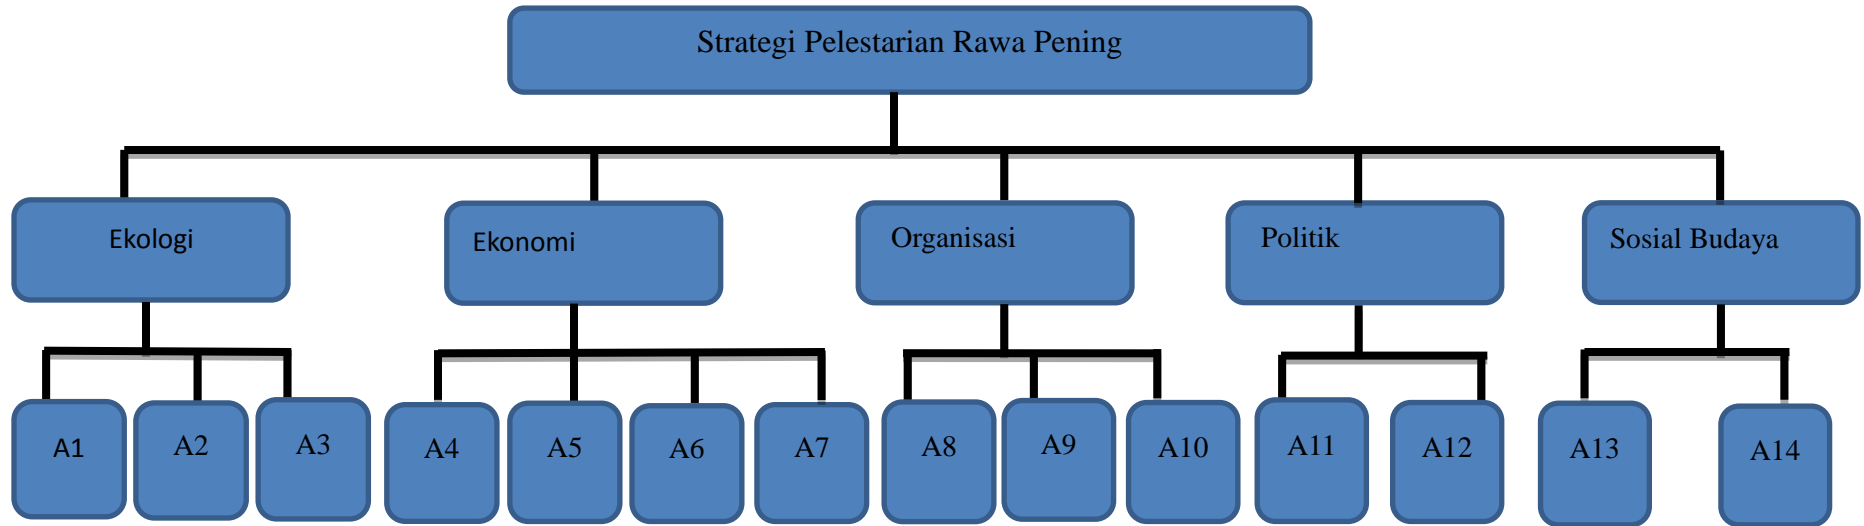 Strategi Pelestarian Rawa Pening
Ekologi
Ekonomi
Organisasi
Politik
Sosial Budaya
A1
A2
A3
A4
A5
A6
A7
A8
A9
A10
A11
A12
A13
A14